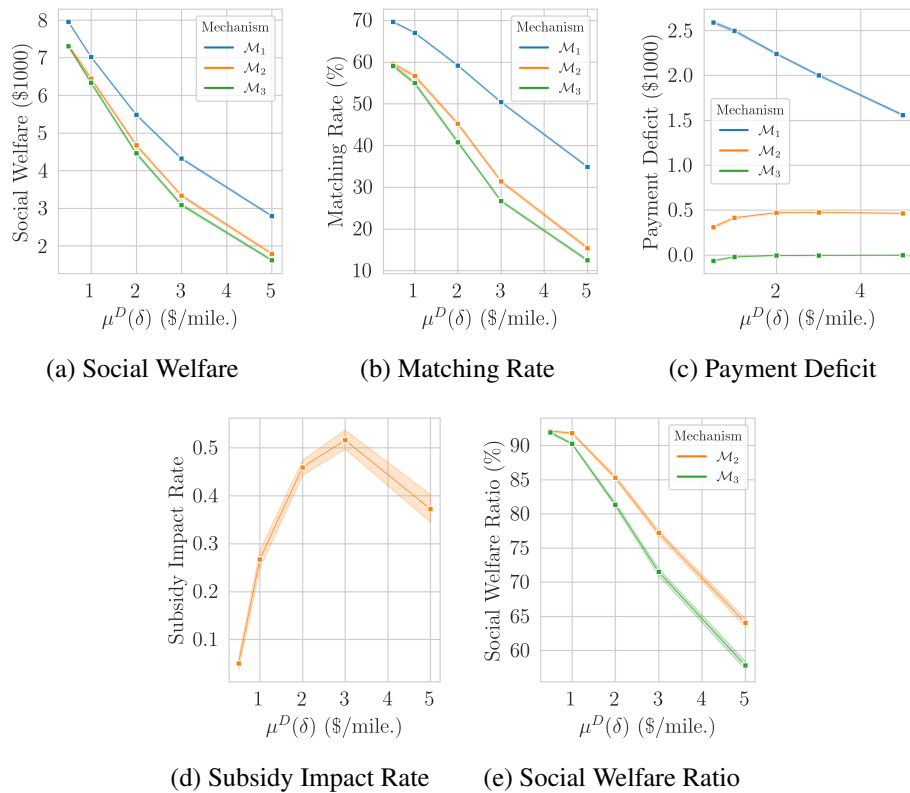 Social Welfare ($1000)
8
7
6
5
4
3
2
1 2 3 4 5
μ^D(δ) ($/mile.)
Mechanism
M₁
M₂
M₃
(a) Social Welfare
Matching Rate (%)
70
60
50
40
30
20
10
1 2 3 4 5
μ^D(δ) ($/mile.)
Mechanism
M₁
M₂
M₃
(b) Matching Rate
Payment Deficit ($1000)
2.5
2.0
1.5
1.0
0.5
0.0
2 4
μ^D(δ) ($/mile.)
Mechanism
M₁
M₂
M₃
(c) Payment Deficit
Subsidy Impact Rate
0.5
0.4
0.3
0.2
0.1
1 2 3 4 5
μ^D(δ) ($/mile.)
(d) Subsidy Impact Rate
Social Welfare Ratio (%)
90
85
80
75
70
65
60
1 2 3 4 5
μ^D(δ) ($/mile.)
Mechanism
M₂
M₃
(e) Social Welfare Ratio